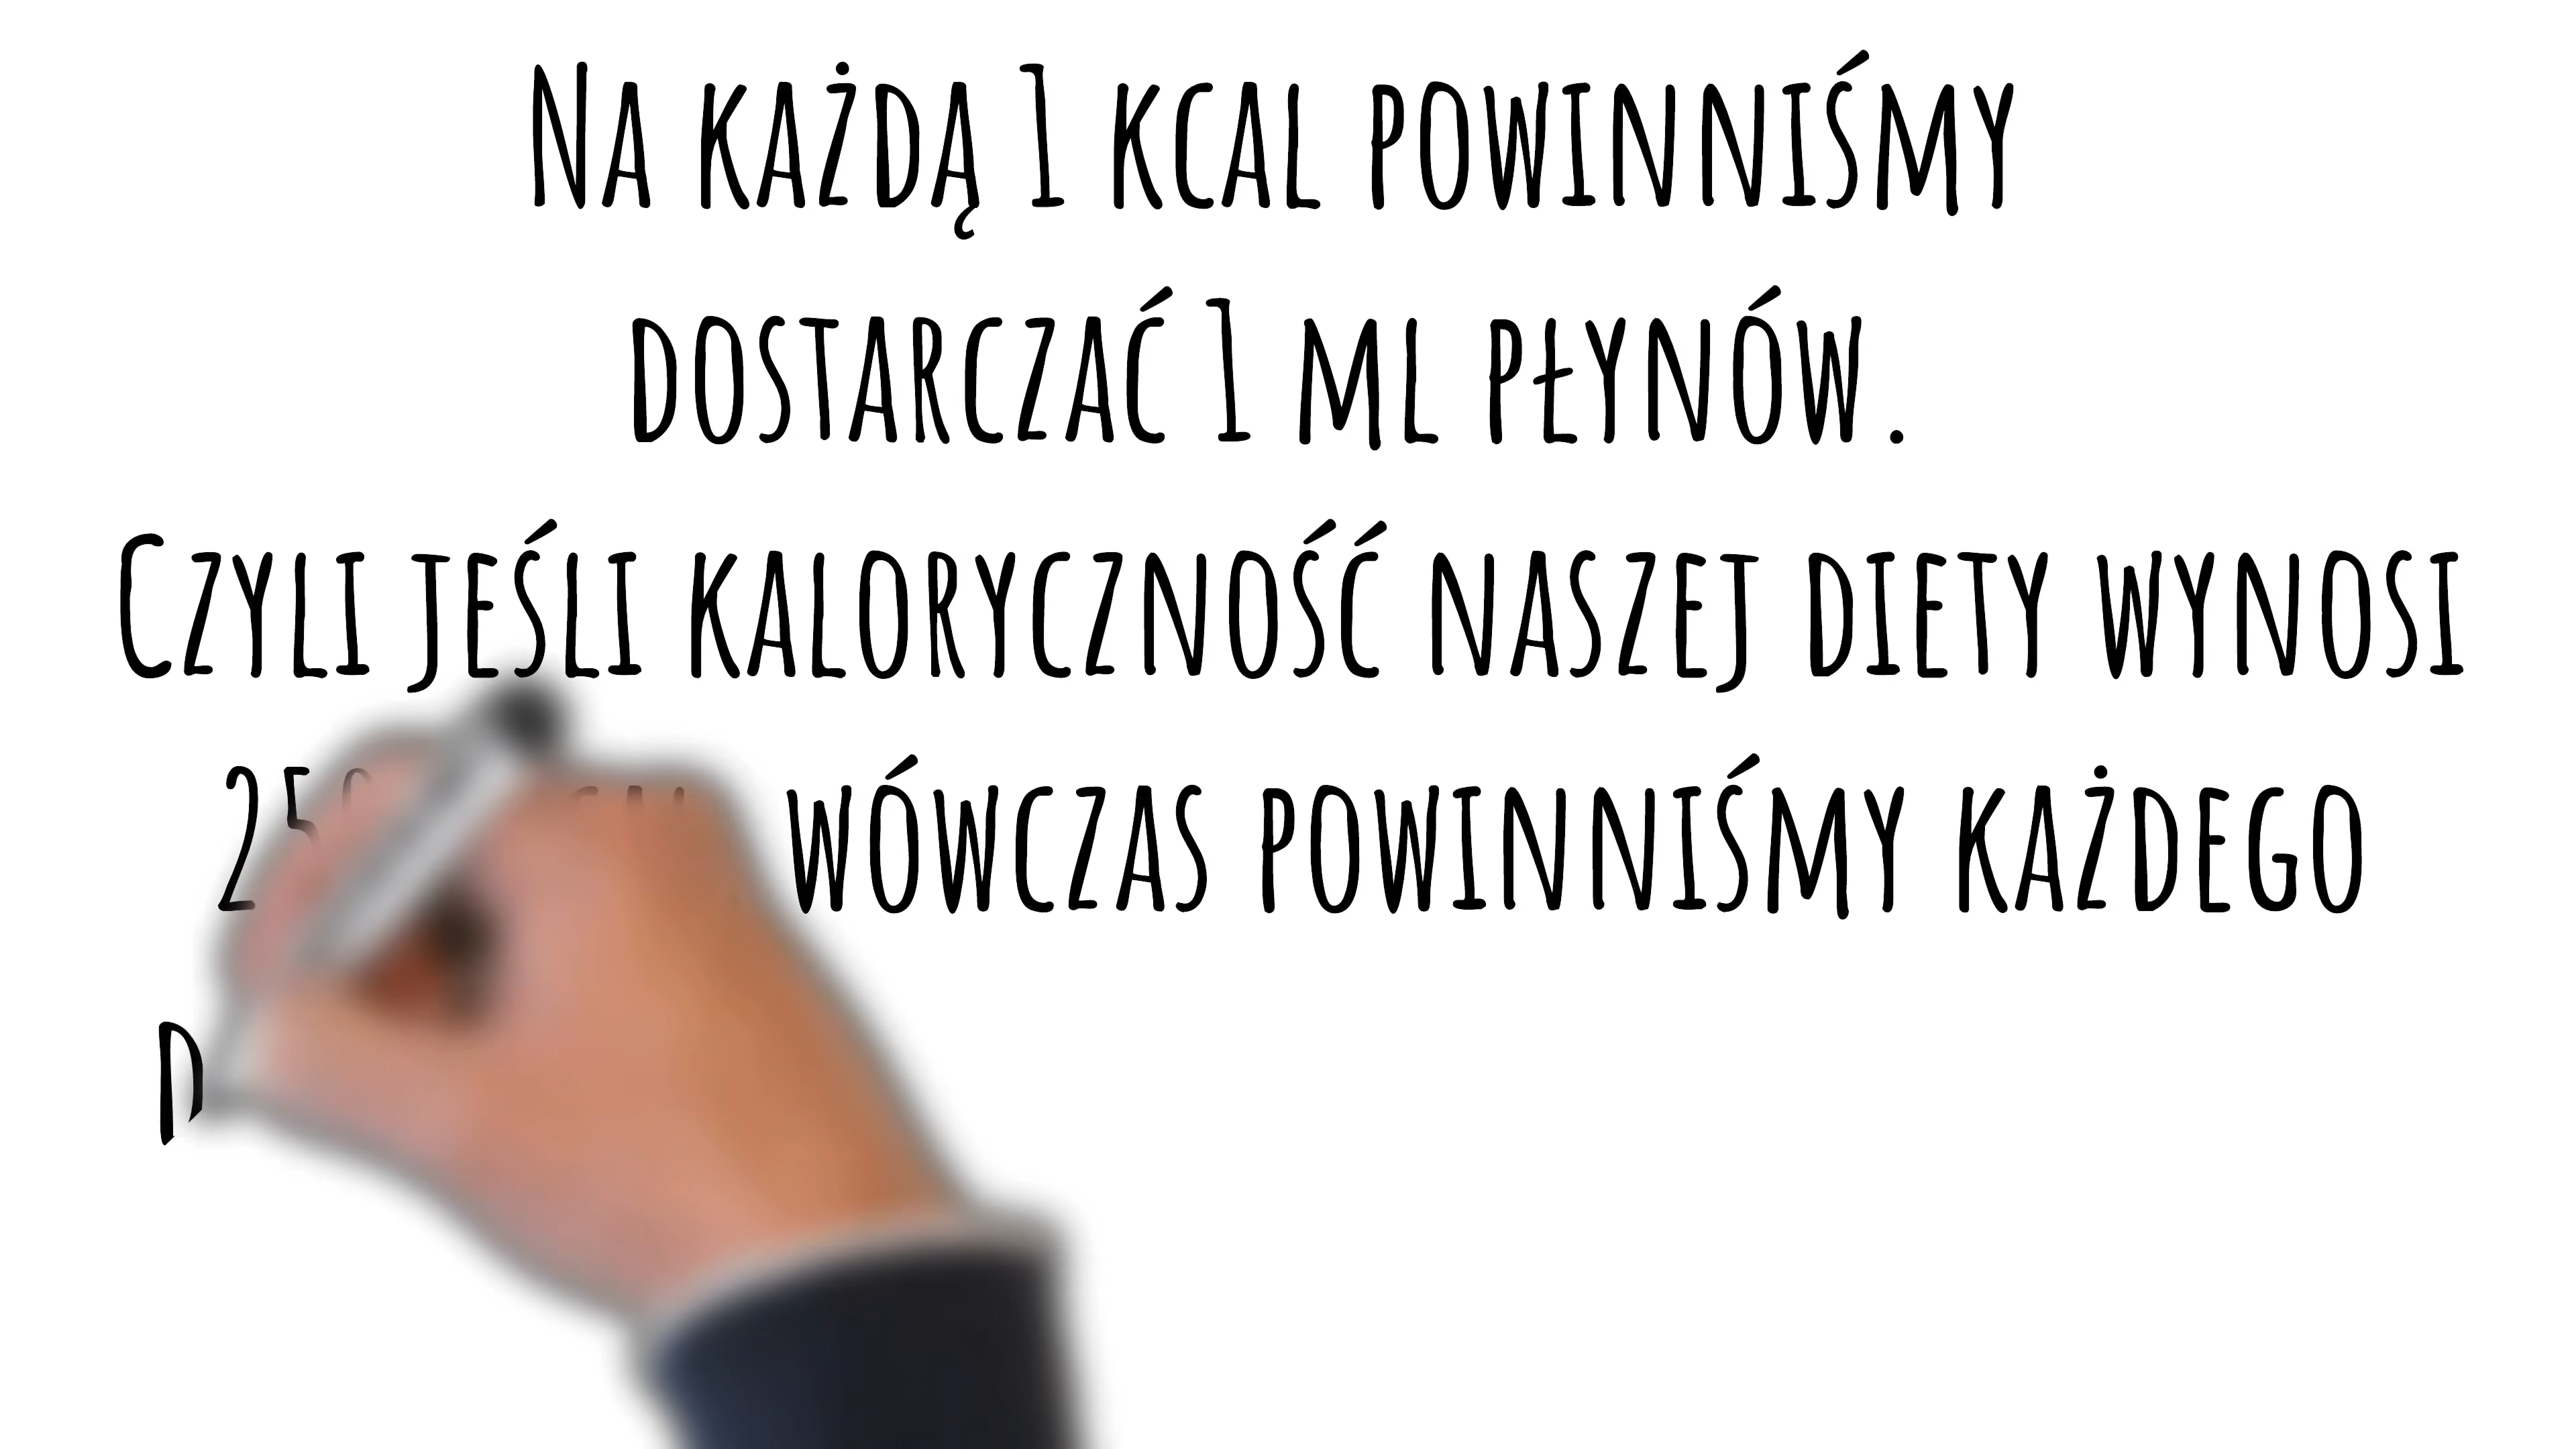 Na każdą 1 kcal powinniśmy
dostarczać 1 ml płynów.
Czyli jeśli kaloryczność naszej diety wynosi
wówczas powinniśmy każdego